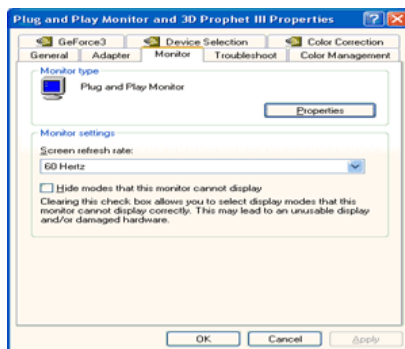 Plug and Play Monitor and 3D Prophet III Properties
GeForce3 Device Selection Color Correction
General Adapter Monitor Troubleshoot Color Management
Monitor type
Plug and Play Monitor
Properties
Monitor settings
Screen refresh rate:
60 Hertz
Hide modes that this monitor cannot display
Clearing this check box allows you to select display modes that this
monitor cannot display correctly. This may lead to an unusable display
and/or damaged hardware.
OK Cancel Apply